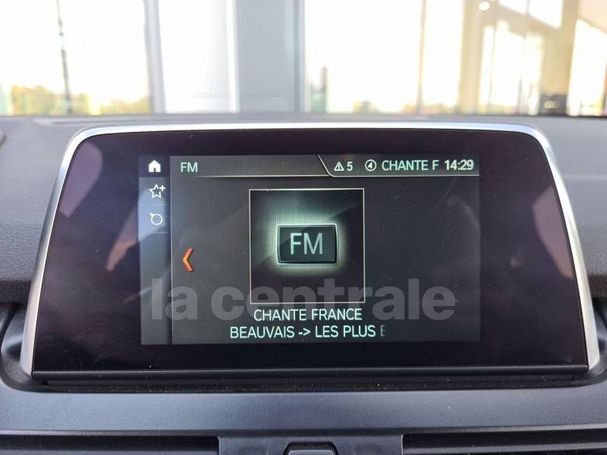 FM
5
CHANTE F 14:29
FM
la centrale
CHANTE FRANCE
BEAUVAIS -> LES PLUS